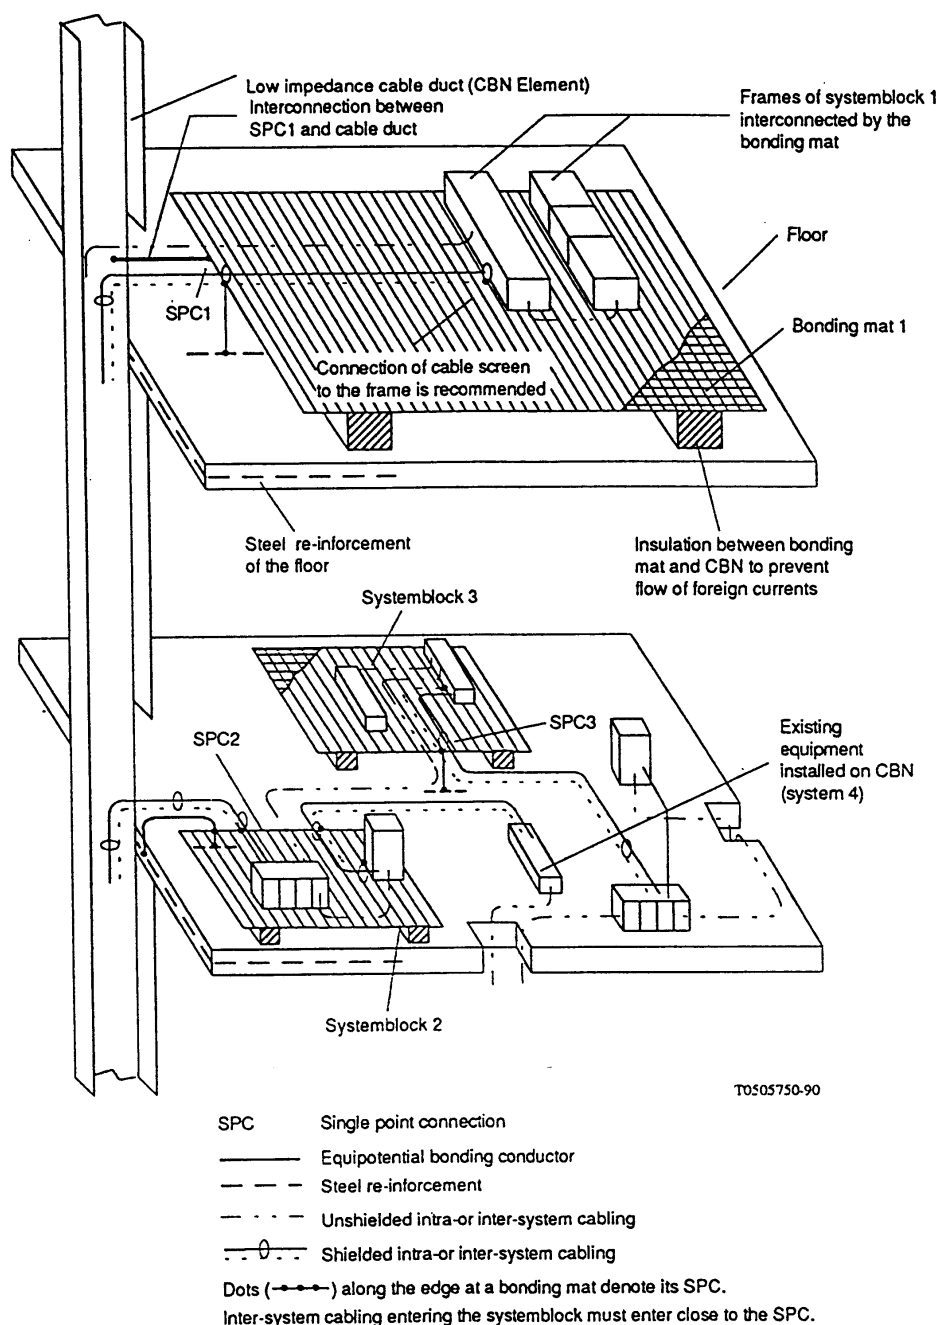 Low impedance cable duct (CBN Element)
Interconnection between
SPC1 and cable duct
Frames of systemblock 1
interconnected by the
bonding mat
Floor
SPC1
Bonding mat 1
Connection of cable screen
to the frame is recommended
Steel re-inforcement
of the floor
Insulation between bonding
mat and CBN to prevent
flow of foreign currents
Systemblock 3
SPC2
SPC3
Existing
equipment
installed on CBN
(system 4)
Systemblock 2
T0505750-90
SPC Single point connection
Equipotential bonding conductor
Steel re-inforcement
Unshielded intra-or inter-system cabling
Shielded intra-or inter-system cabling
Dots ( ) along the edge at a bonding mat denote its SPC.
Inter-system cabling entering the systemblock must enter close to the SPC.